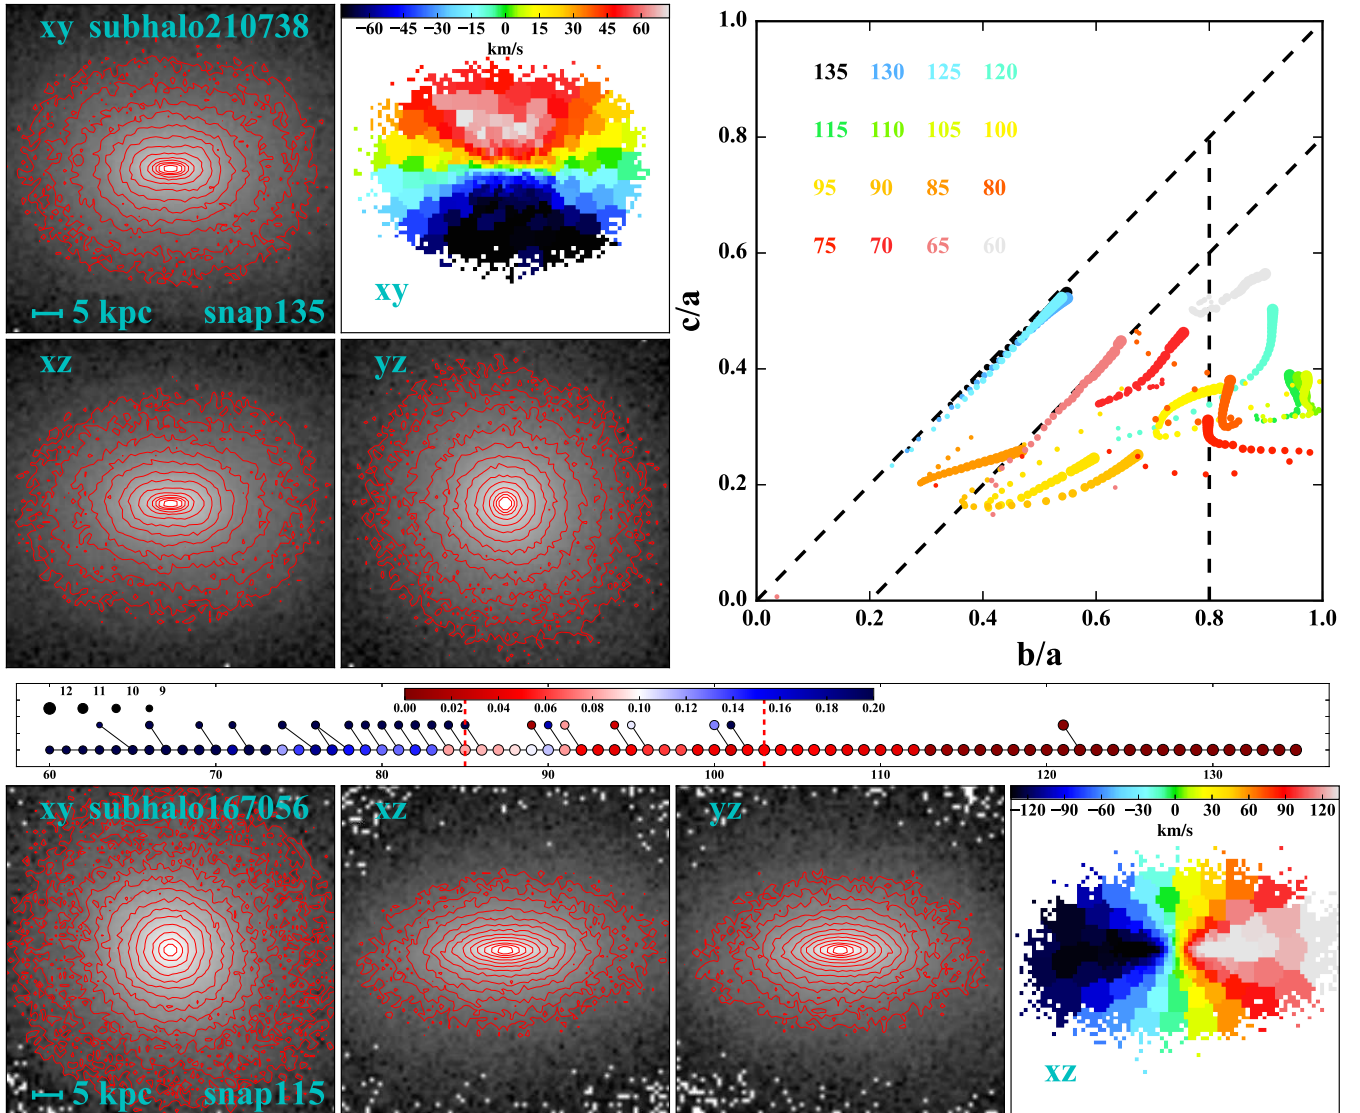 xy subhalo210738
5 kpc snap135
−60 −45 −30 −15 0 15 30 45 60
km/s
xy
xz
yz
1.0
0.8
0.6
0.4
0.2
0.0
c/a
135 130 125 120
115 110 105 100
95 90 85 80
75 70 65 60
0.0 0.2 0.4 0.6 0.8 1.0
b/a
12 11 10 9
0.00 0.02 0.04 0.06 0.08 0.10 0.12 0.14 0.16 0.18 0.20
60 70 80 90 100 110 120 130
xy subhalo167056
5 kpc snap115
xz
yz
−120 −90 −60 −30 0 30 60 90 120
km/s
xz